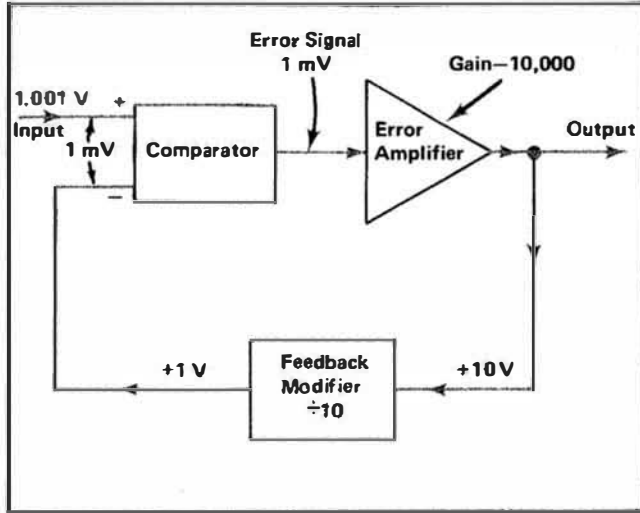 Error Signal
1 mV
Gain—10,000
1.001 V +
Input
1 mV
−
Comparator
Error
Amplifier
Output
+1 V
Feedback
Modifier
÷10
+10 V